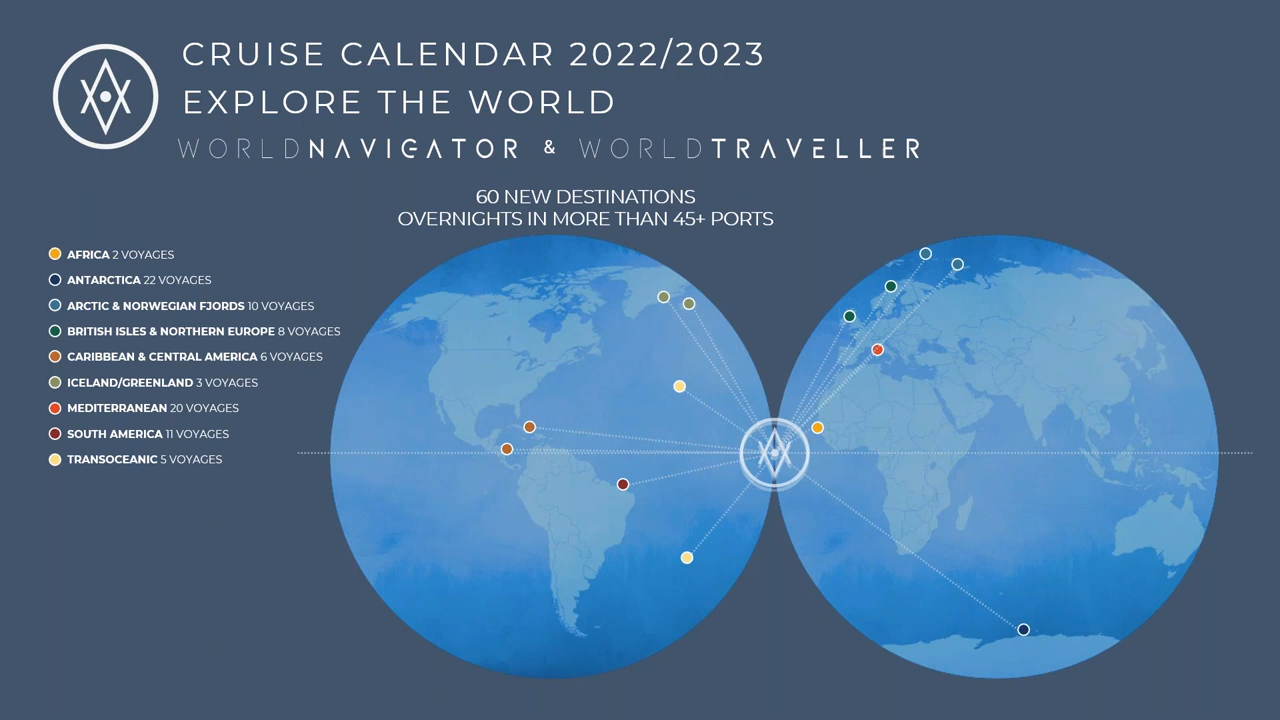 CRUISE CALENDAR 2022/2023
EXPLORE THE WORLD
WORLDNAVIGATOR & WORLDTRAVELLER
60 NEW DESTINATIONS
OVERNIGHTS IN MORE THAN 45+ PORTS
AFRICA 2 VOYAGES
ANTARCTICA 22 VOYAGES
ARCTIC & NORWEGIAN FJORDS 10 VOYAGES
BRITISH ISLES & NORTHERN EUROPE 8 VOYAGES
CARIBBEAN & CENTRAL AMERICA 6 VOYAGES
ICELAND/GREENLAND 3 VOYAGES
MEDITERRANEAN 20 VOYAGES
SOUTH AMERICA 11 VOYAGES
TRANSOCEANIC 5 VOYAGES